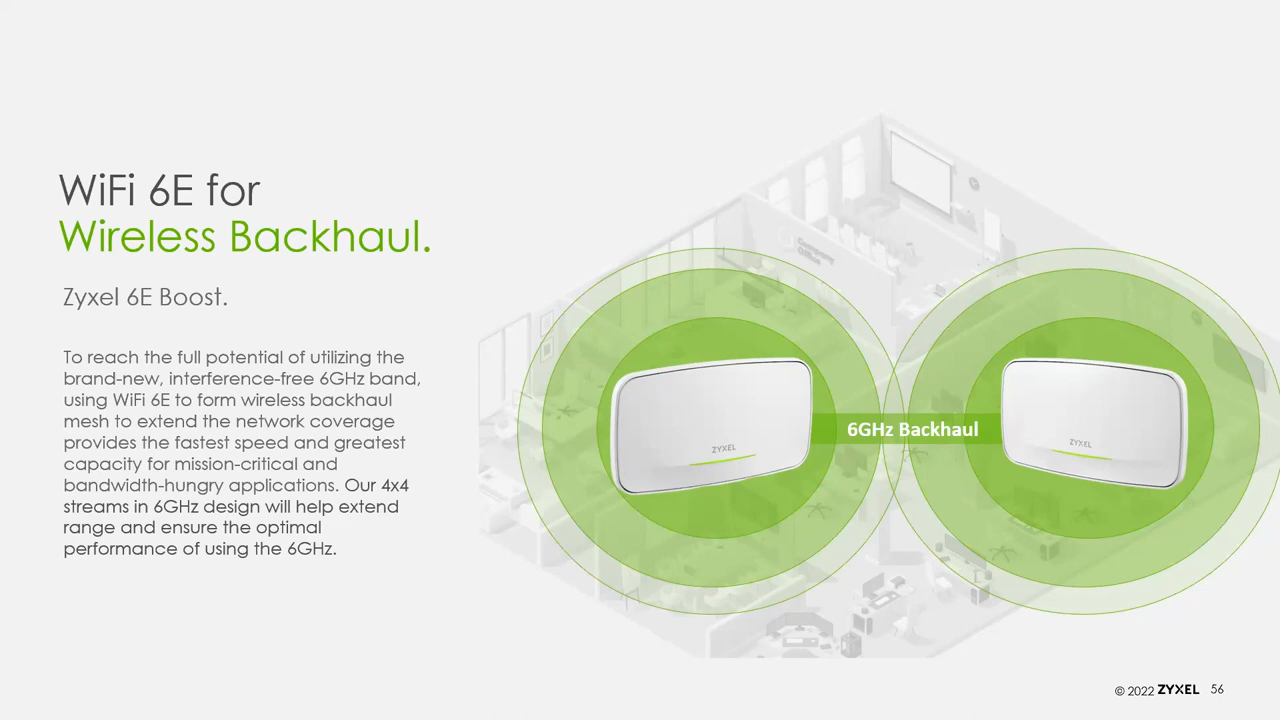 WiFi 6E for
Wireless Backhaul.
Zyxel 6E Boost.
To reach the full potential of utilizing the
brand-new, interference-free 6GHz band,
using WiFi 6E to form wireless backhaul
mesh to extend the network coverage
provides the fastest speed and greatest
capacity for mission-critical and
bandwidth-hungry applications. Our 4x4
streams in 6GHz design will help extend
range and ensure the optimal
performance of using the 6GHz.
Company
Office
ZYXEL
6GHz Backhaul
ZYXEL
© 2022 ZYXEL 56